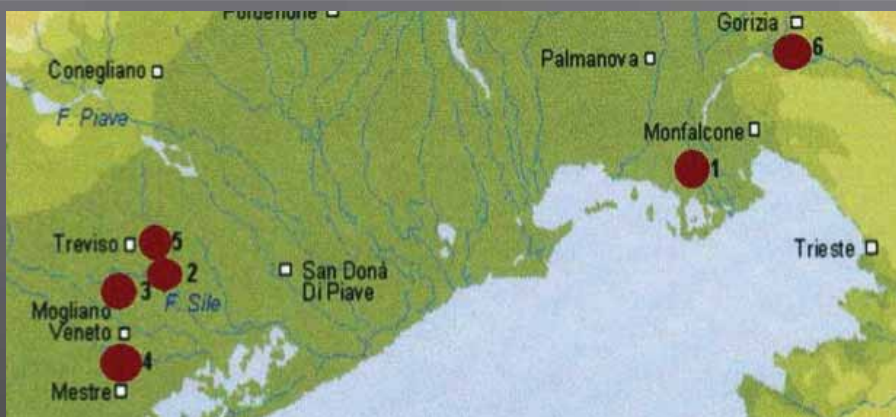 Gorizia
6
Palmanova
Conegliano
F. Piave
Monfalcone
1
Treviso
5
2
San Doná
Di Piave
Trieste
3
F. Sile
Mogliano
Veneto
4
Mestre